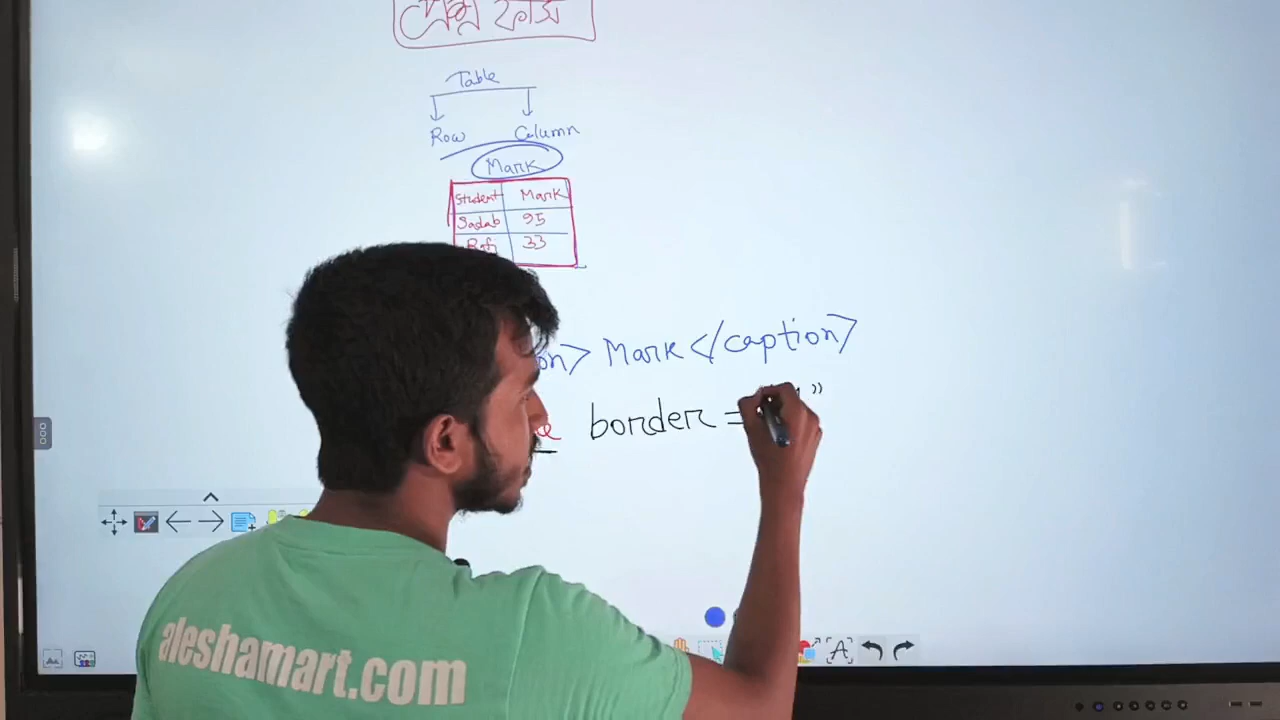 ফার্স
Table
Row Column
Mark
Student Mark
Sadab 95
Rafi 33
on> Mark </caption>
border =
aleshamart.com